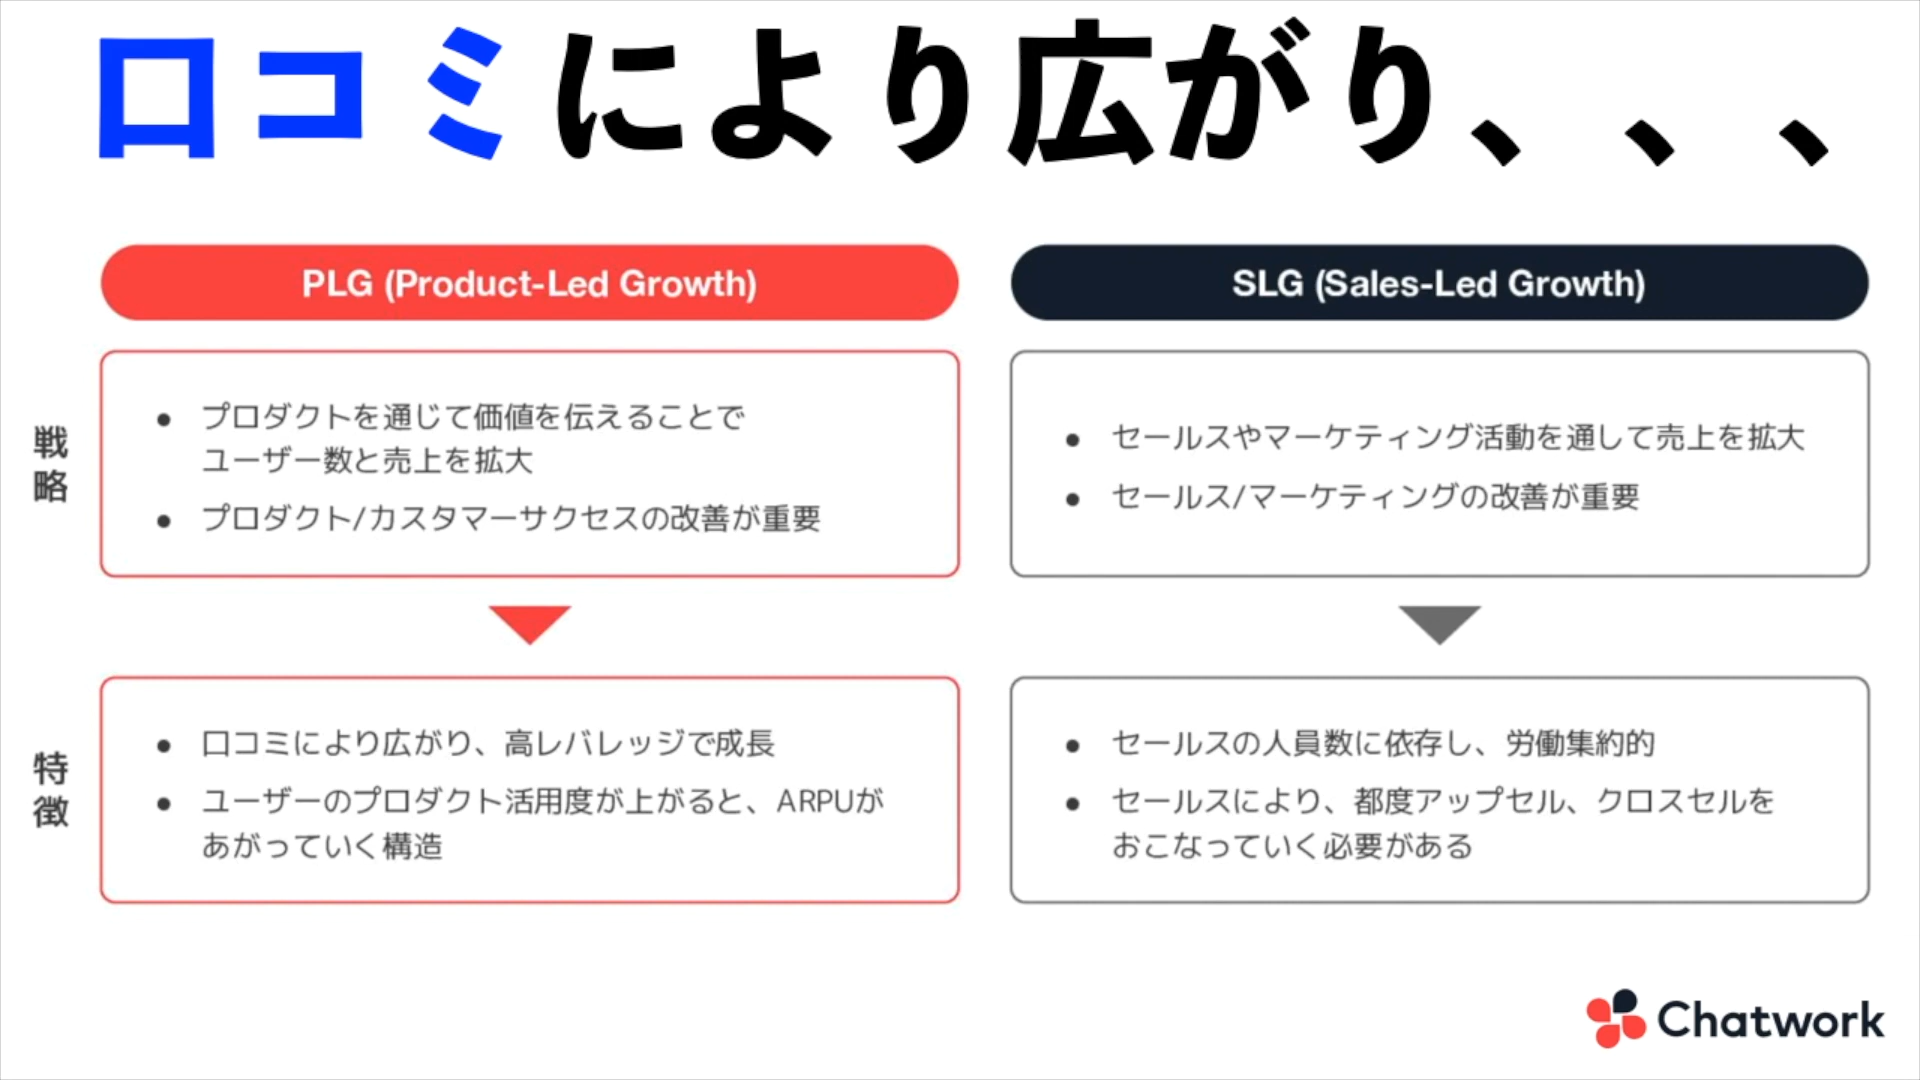 口コミにより広がり、、、
PLG (Product-Led Growth)
SLG (Sales-Led Growth)
戦略
• プロダクトを通じて価値を伝えることで
ユーザー数と売上を拡大
• プロダクト/カスタマーサクセスの改善が重要
• セールスやマーケティング活動を通して売上を拡大
• セールス/マーケティングの改善が重要
特徴
• 口コミにより広がり、高レバレッジで成長
• ユーザーのプロダクト活用度が上がると、ARPUが
あがっていく構造
• セールスの人員数に依存し、労働集約的
• セールスにより、都度アップセル、クロスセルを
おこなっていく必要がある
Chatwork